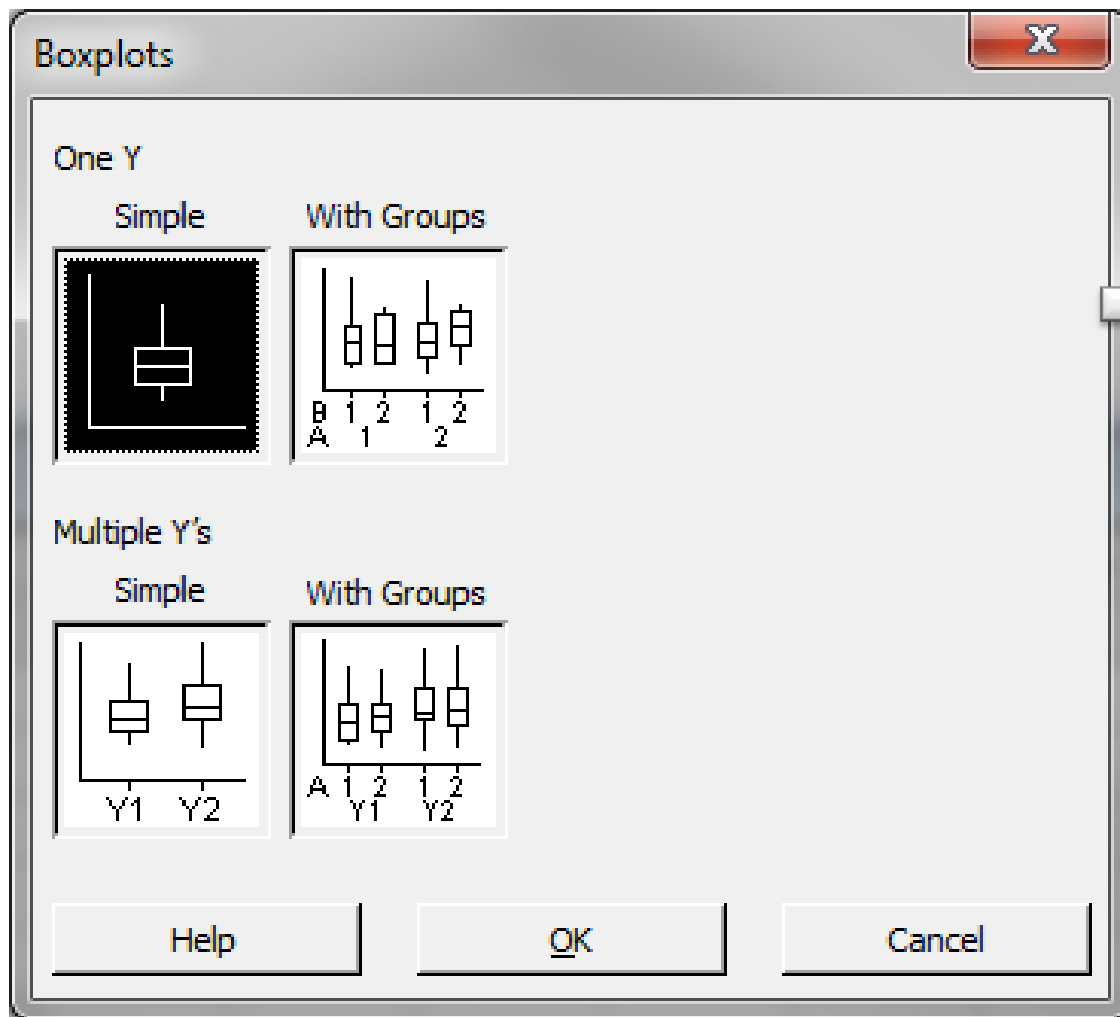 Boxplots
One Y
Simple
With Groups
B 1 2 1 2
A 1 2
Multiple Y's
Simple
With Groups
Y1 Y2
A 1 2 1 2
Y1 Y2
Help
OK
Cancel